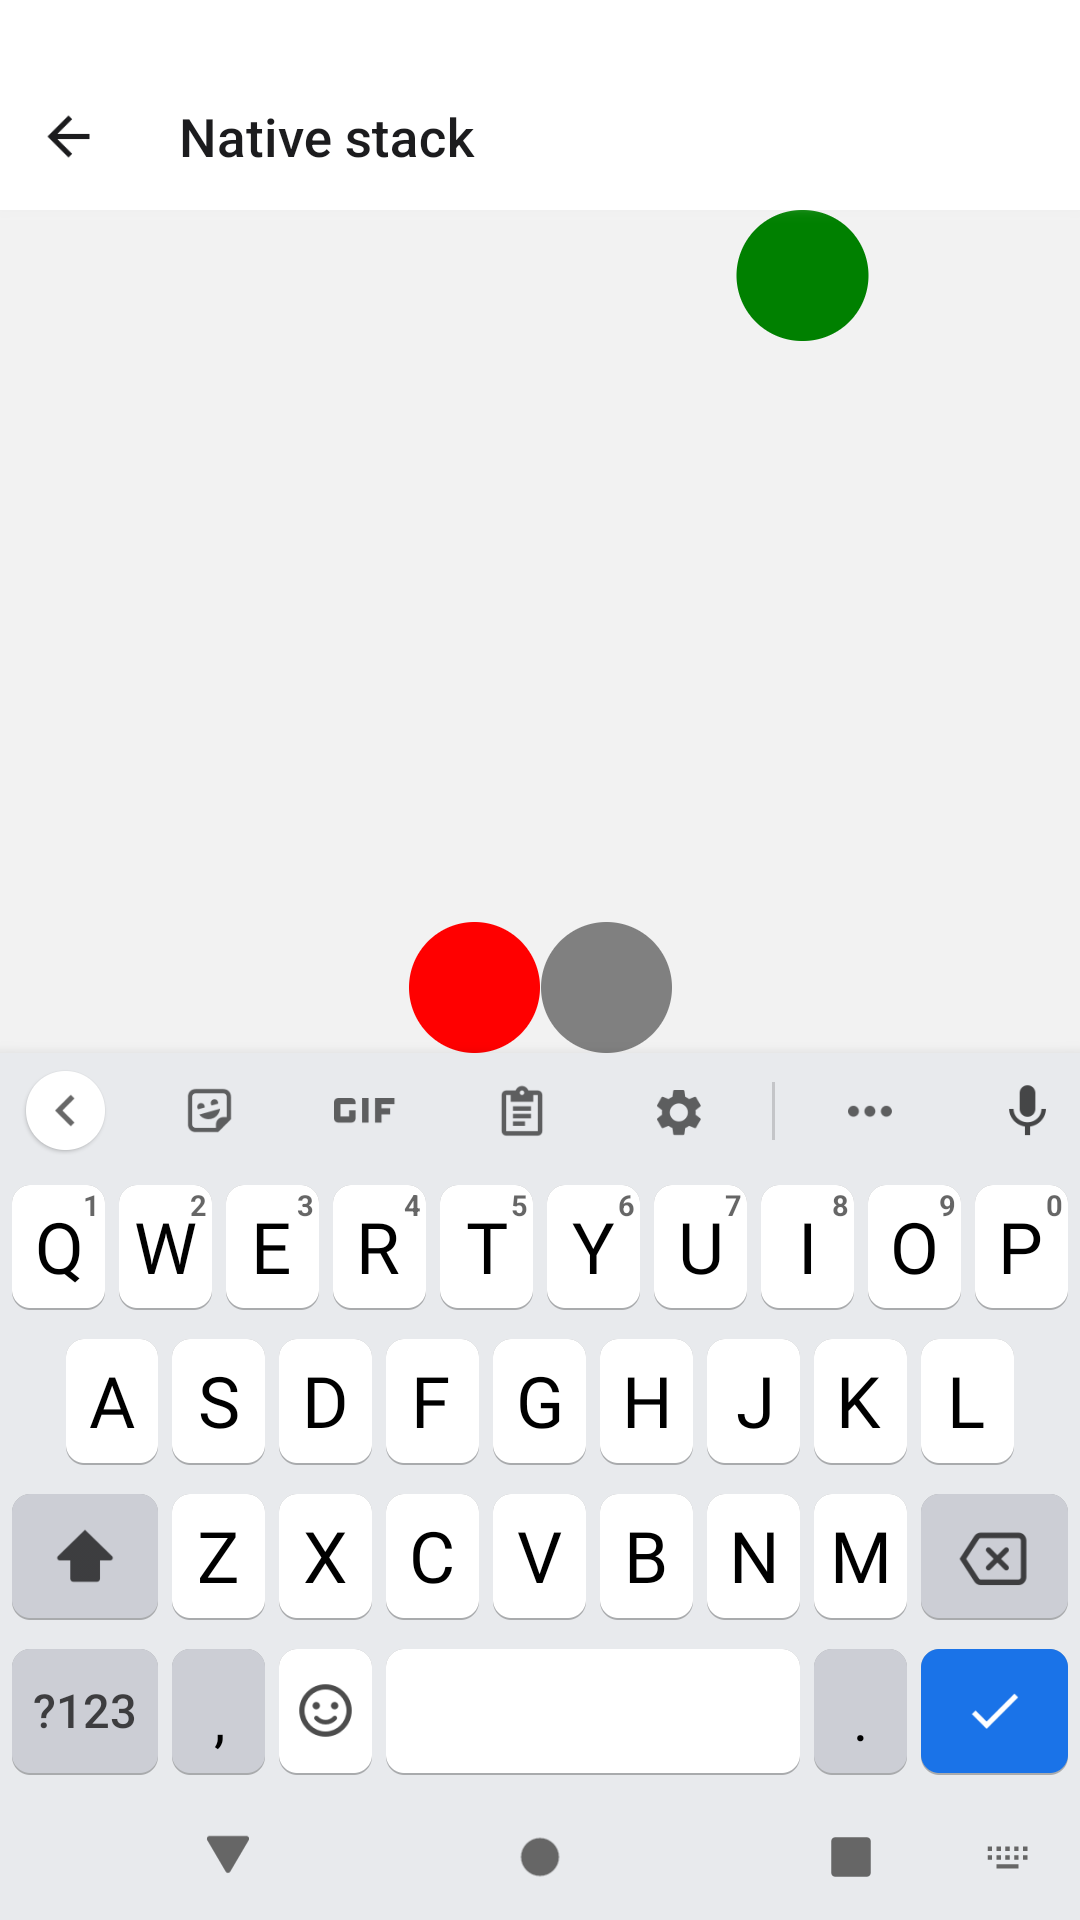 Native stack
GIF
1 2 3 4 5 6 7 8 9 0
Q W E R T Y U I O P
A S D F G H J K L
Z X C V B N M
?123 , .